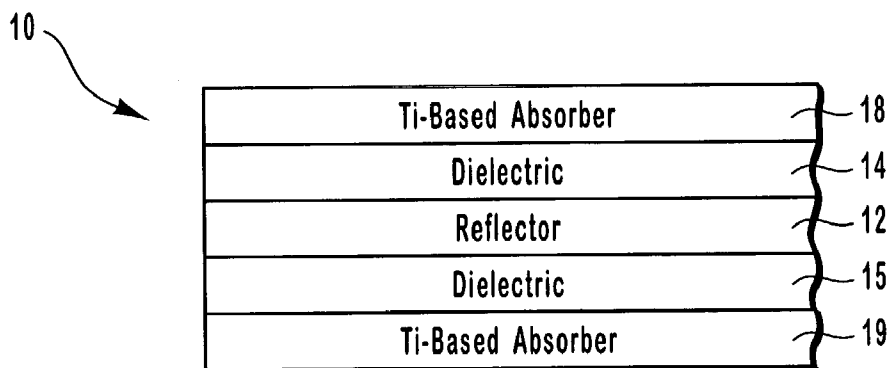 10
Ti-Based Absorber 18
Dielectric 14
Reflector 12
Dielectric 15
Ti-Based Absorber 19